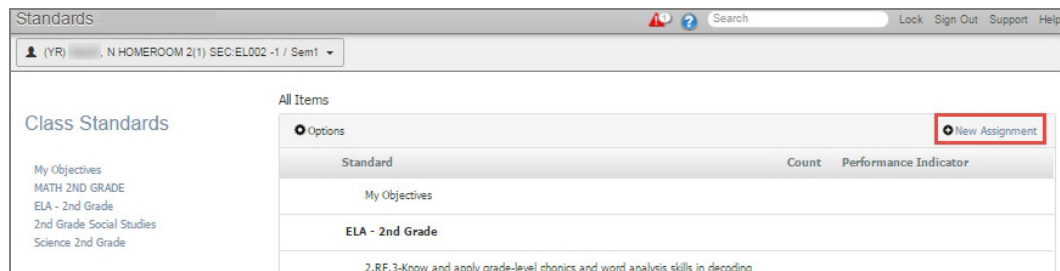 Standards
1
?
Search
Lock Sign Out Support Help
(YR) , N HOMEROOM 2(1) SEC:EL002 -1 / Sem1
All Items
Class Standards
Options
New Assignment
Standard Count Performance Indicator
My Objectives
MATH 2ND GRADE
ELA - 2nd Grade
2nd Grade Social Studies
Science 2nd Grade
My Objectives
ELA - 2nd Grade
2.RF.3-Know and apply grade-level phonics and word analysis skills in decoding